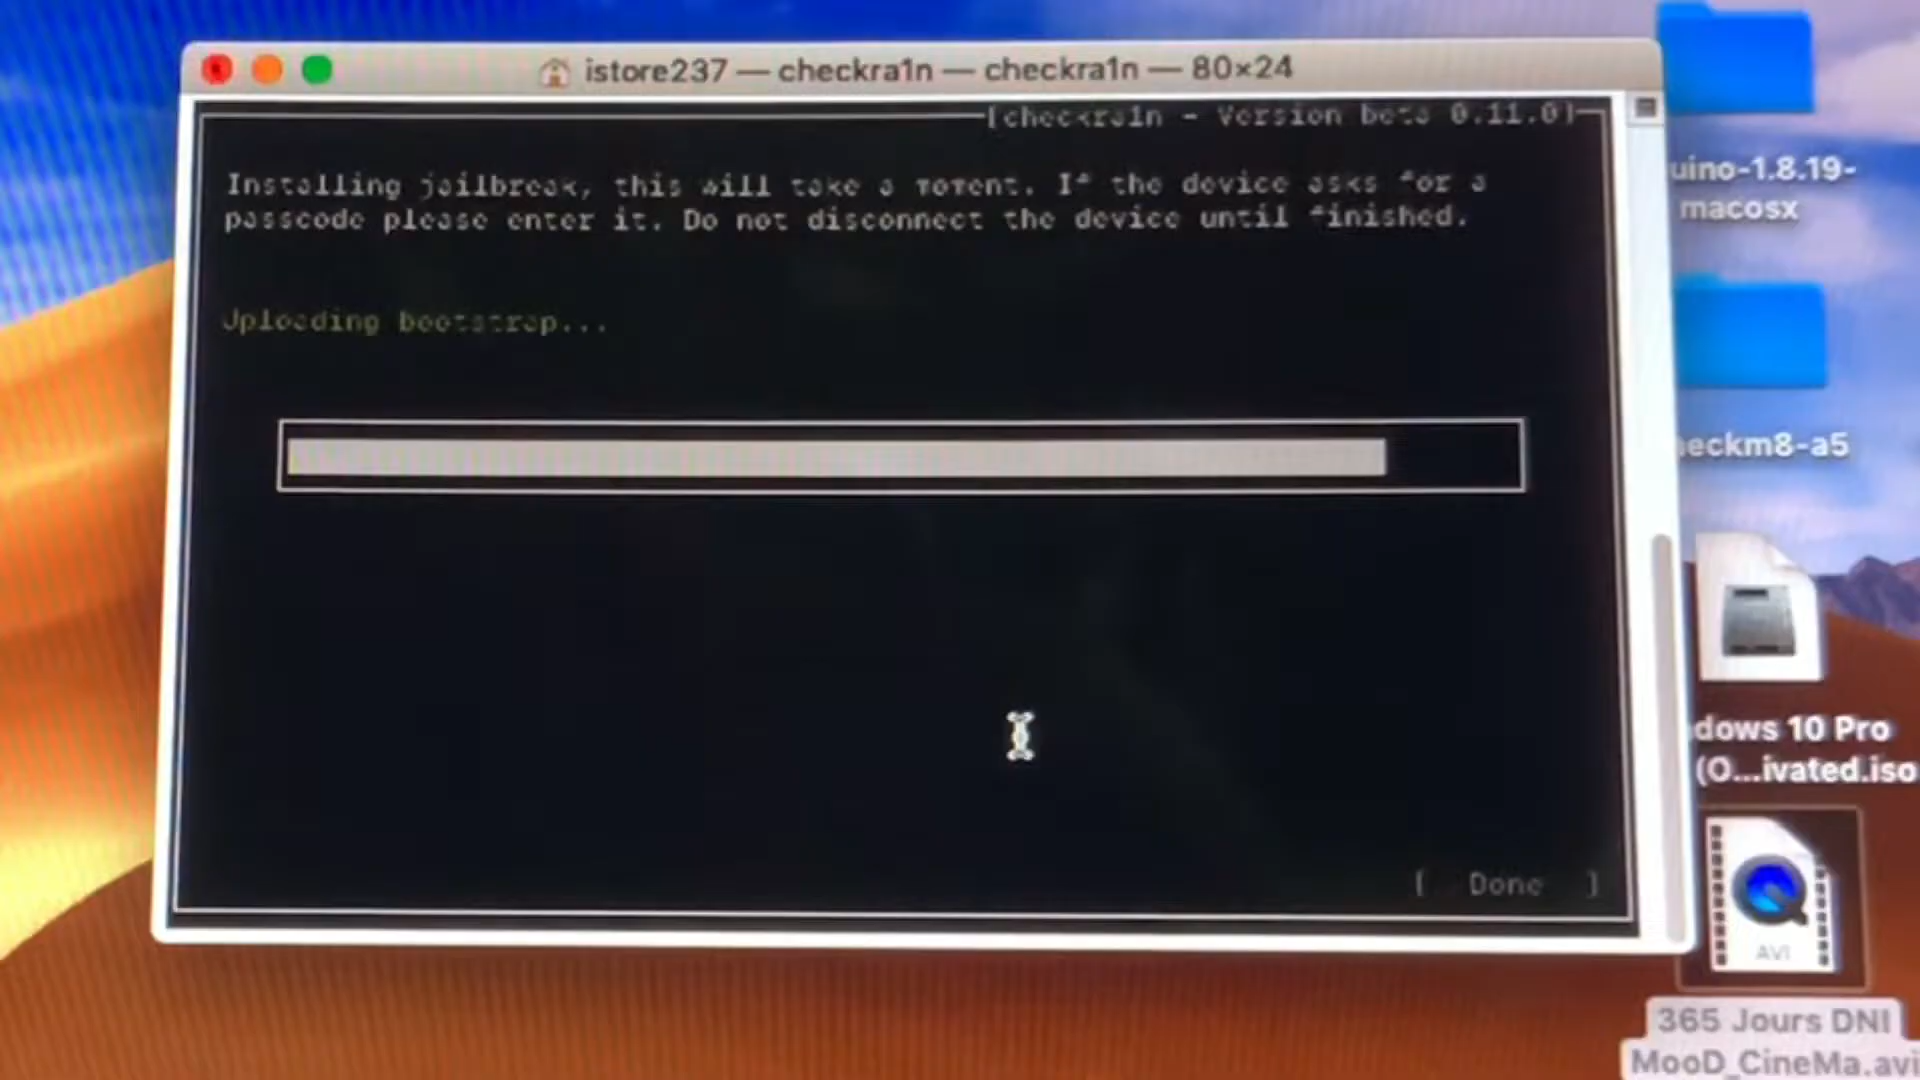 istore237 — checkra1n — checkra1n — 80×24
[checkra1n - Version beta 0.11.0]
Installing jailbreak, this will take a moment. If the device asks for a
passcode please enter it. Do not disconnect the device until finished.
Uploading bootstrap...
[ Done ]
uino-1.8.19-
macosx
eckm8-a5
dows 10 Pro
(O...ivated.iso
AVI
365 Jours DNI
MooD_CineMa.avi